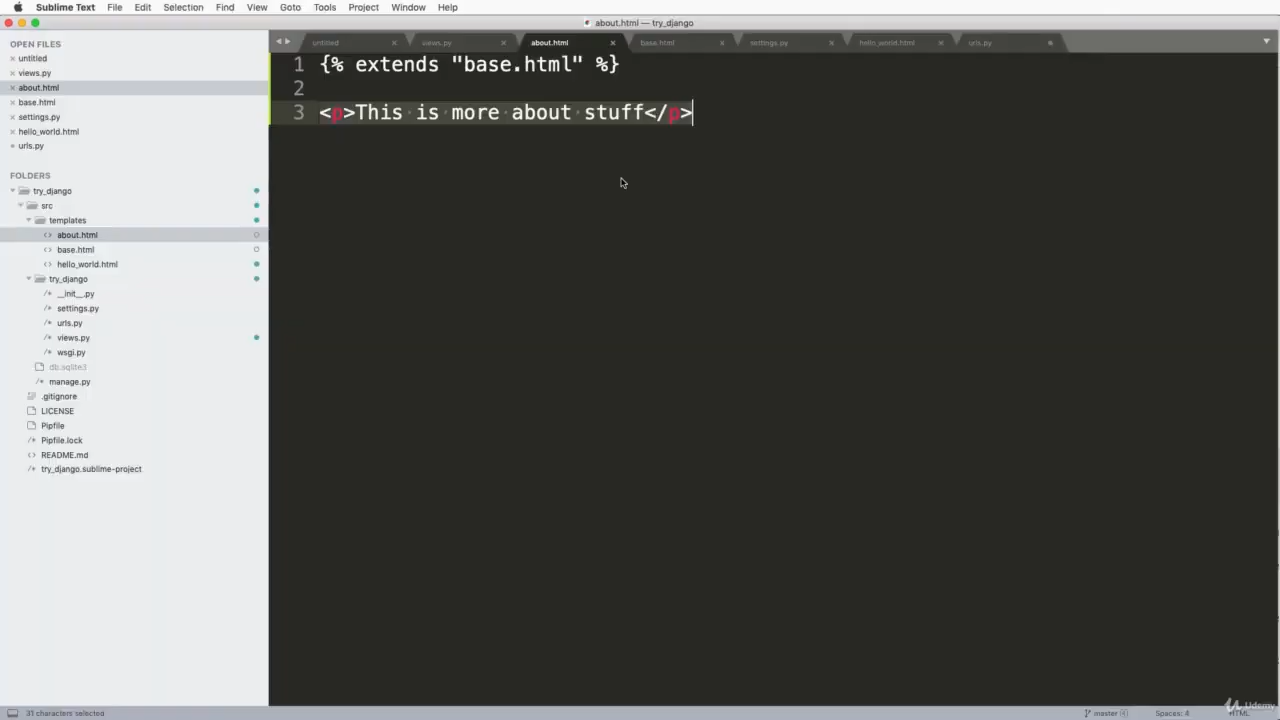 Sublime Text File Edit Selection Find View Goto Tools Project Window Help
about.html — try_django
OPEN FILES
untitled
views.py
about.html
base.html
settings.py
hello_world.html
urls.py
FOLDERS
try_django
src
templates
about.html
base.html
hello_world.html
try_django
__init__.py
settings.py
urls.py
views.py
wsgi.py
db.sqlite3
manage.py
.gitignore
LICENSE
Pipfile
Pipfile.lock
README.md
try_django.sublime-project
untitled views.py about.html base.html settings.py hello_world.html urls.py
1 {% extends "base.html" %}
2
3 <p>This is more about stuff</p>
31 characters selected
master 4 Spaces: 4 HTML
Udemy